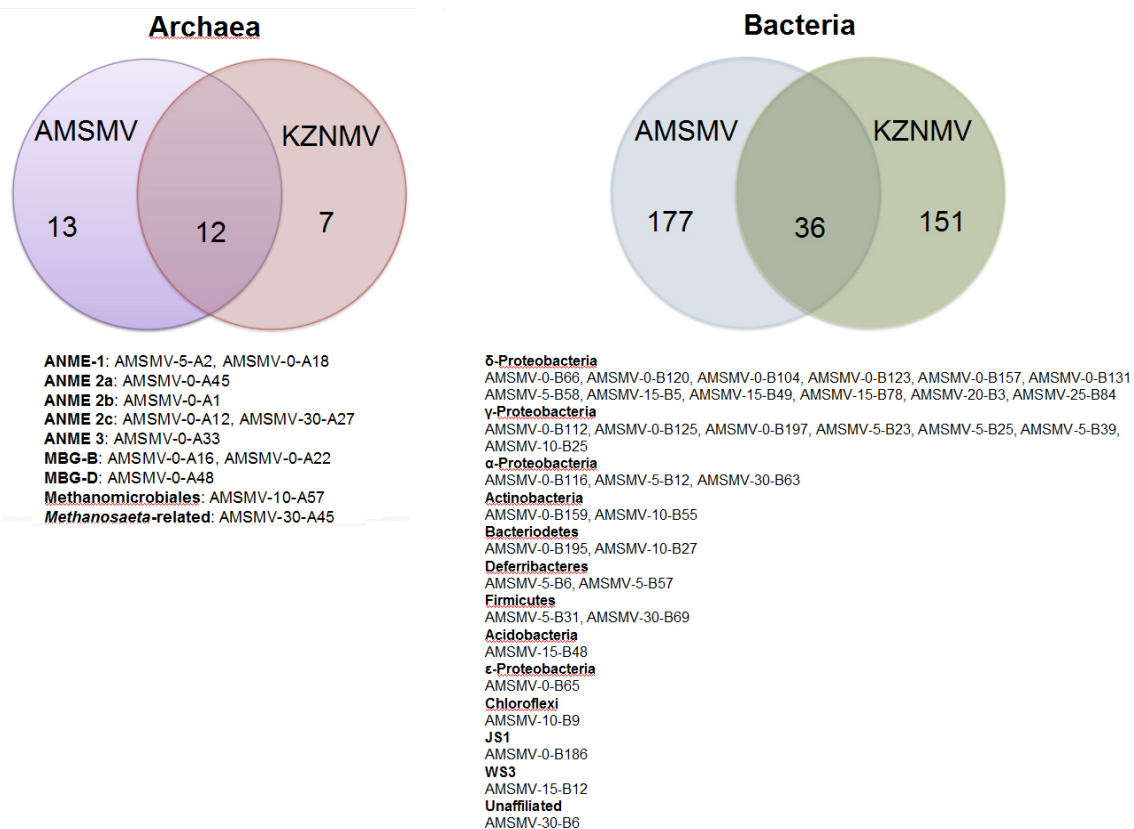 Archaea
AMSMV
KZNMV
13
12
7
ANME-1: AMSMV-5-A2, AMSMV-0-A18
ANME 2a: AMSMV-0-A45
ANME 2b: AMSMV-0-A1
ANME 2c: AMSMV-0-A12, AMSMV-30-A27
ANME 3: AMSMV-0-A33
MBG-B: AMSMV-0-A16, AMSMV-0-A22
MBG-D: AMSMV-0-A48
Methanomicrobiales: AMSMV-10-A57
Methanosaeta-related: AMSMV-30-A45
Bacteria
AMSMV
KZNMV
177
36
151
δ-Proteobacteria
AMSMV-0-B66, AMSMV-0-B120, AMSMV-0-B104, AMSMV-0-B123, AMSMV-0-B157, AMSMV-0-B131
AMSMV-5-B58, AMSMV-15-B5, AMSMV-15-B49, AMSMV-15-B78, AMSMV-20-B3, AMSMV-25-B84
γ-Proteobacteria
AMSMV-0-B112, AMSMV-0-B125, AMSMV-0-B197, AMSMV-5-B23, AMSMV-5-B25, AMSMV-5-B39,
AMSMV-10-B25
α-Proteobacteria
AMSMV-0-B116, AMSMV-5-B12, AMSMV-30-B63
Actinobacteria
AMSMV-0-B159, AMSMV-10-B55
Bacteriodetes
AMSMV-0-B195, AMSMV-10-B27
Deferribacteres
AMSMV-5-B6, AMSMV-5-B57
Firmicutes
AMSMV-5-B31, AMSMV-30-B69
Acidobacteria
AMSMV-15-B48
ε-Proteobacteria
AMSMV-0-B65
Chloroflexi
AMSMV-10-B9
JS1
AMSMV-0-B186
WS3
AMSMV-15-B12
Unaffiliated
AMSMV-30-B6